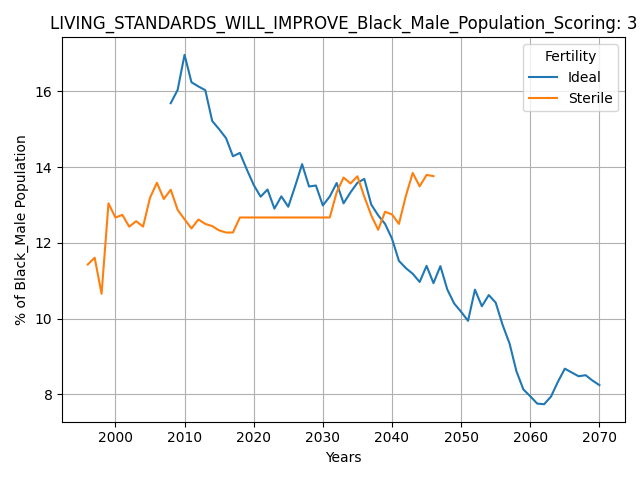 LIVING_STANDARDS_WILL_IMPROVE_Black_Male_Population_Scoring: 3
Fertility
Ideal
Sterile
% of Black_Male Population
16
14
12
10
8
2000 2010 2020 2030 2040 2050 2060 2070
Years